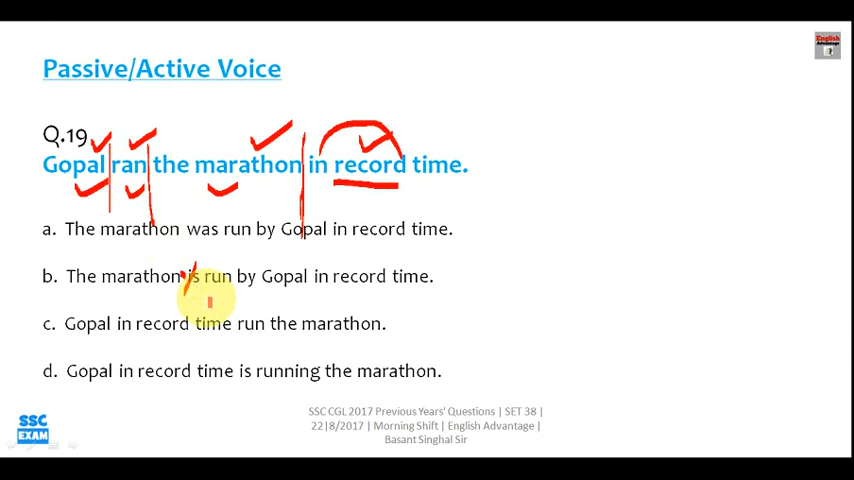 English
Advantage
Passive/Active Voice
Q.19
Gopal ran the marathon in record time.
a. The marathon was run by Gopal in record time.
b. The marathon is run by Gopal in record time.
c. Gopal in record time run the marathon.
d. Gopal in record time is running the marathon.
SSC CGL 2017 Previous Years' Questions | SET 38 |
22|8/2017 | Morning Shift | English Advantage |
Basant Singhal Sir
SSC
EXAM